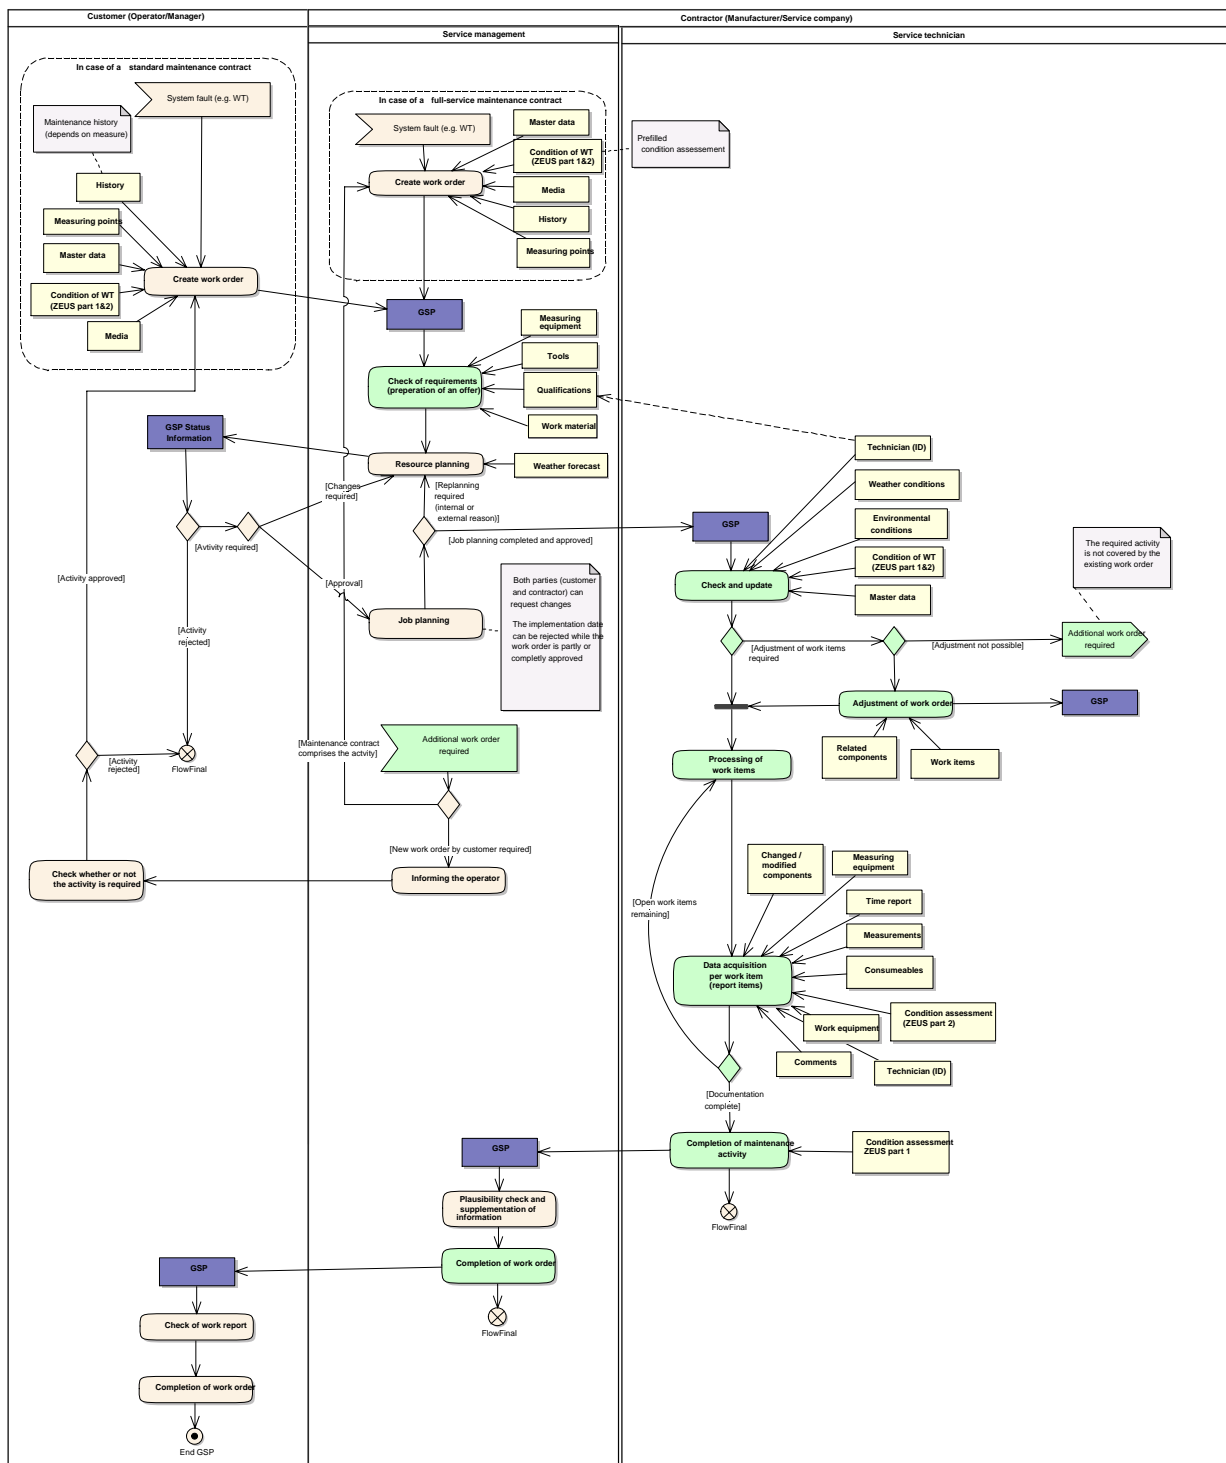 Customer (Operator/Manager)
Contractor (Manufacturer/Service company)
Service management
Service technician
In case of a standard maintenance contract
System fault (e.g. WT)
Maintenance history
(depends on measure)
History
Measuring points
Master data
Create work order
Condition of WT
(ZEUS part 1&2)
Media
In case of a full-service maintenance contract
System fault (e.g. WT)
Master data
Condition of WT
(ZEUS part 1&2)
Create work order
Media
History
Measuring points
Prefilled
condition assessement
GSP
Measuring
equipment
Tools
Check of requirements
(preperation of an offer)
Qualifications
Work material
GSP Status
Information
Resource planning
Weather forecast
[Changes
required]
[Replanning
required
(internal or
external reason)]
[Avtivity required]
[Job planning completed and approved]
[Approval]
[Activity approved]
[Activity
rejected]
Job planning
Both parties (customer
and contractor) can
request changes
The implementation date
can be rejected while the
work order is partly or
completly approved
Technician (ID)
Weather conditions
GSP
Environmental
conditions
Condition of WT
(ZEUS part 1&2)
Check and update
Master data
The required activity
is not covered by the
existing work order
[Adjustment of work items
required
[Adjustment not possible]
Additional work order
required
Adjustment of work order
GSP
Related
components
Work items
[Maintenance contract
comprises the actvity]
Additional work order
required
[Activity
rejected]
FlowFinal
Processing of
work items
[New work order by customer required]
Check whether or not
the activity is required
Informing the operator
Changed /
modified
components
Measuring
equipment
Time report
[Open work items
remaining]
Measurements
Data acquisition
per work item
(report items)
Consumeables
Condition assessment
(ZEUS part 2)
Work equipment
Comments
Technician (ID)
[Documentation
complete]
Completion of maintenance
activity
Condition assessment
ZEUS part 1
GSP
FlowFinal
Plausibility check and
supplementation of
information
Completion of work order
GSP
FlowFinal
Check of work report
Completion of work order
End GSP